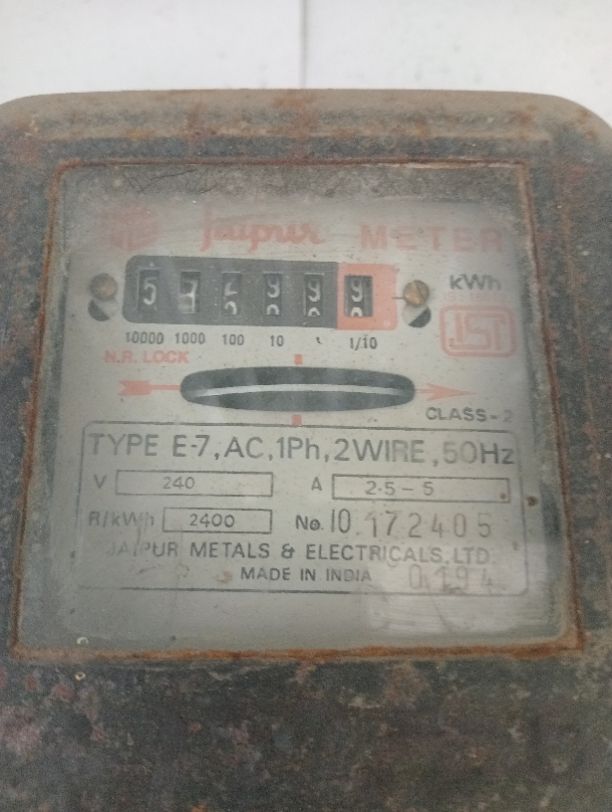 Jaipur METER
kWh
10000 1000 100 10 1/10
N.R. LOCK
CLASS-2
TYPE E-7, AC, 1Ph, 2WIRE, 50Hz
V 240 A 2.5-5
R/kWh 2400 No. 10 172405
JAIPUR METALS & ELECTRICALS. LTD.
MADE IN INDIA